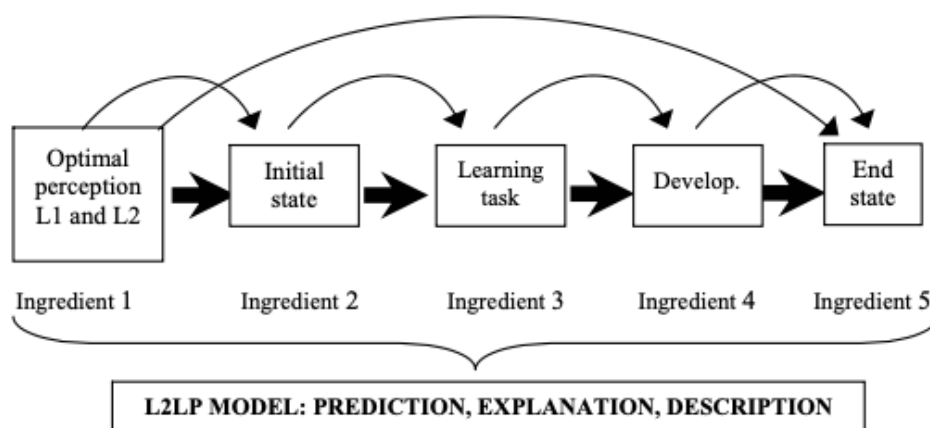 Optimal
perception
L1 and L2
Initial
state
Learning
task
Develop.
End
state
Ingredient 1
Ingredient 2
Ingredient 3
Ingredient 4
Ingredient 5
L2LP MODEL: PREDICTION, EXPLANATION, DESCRIPTION